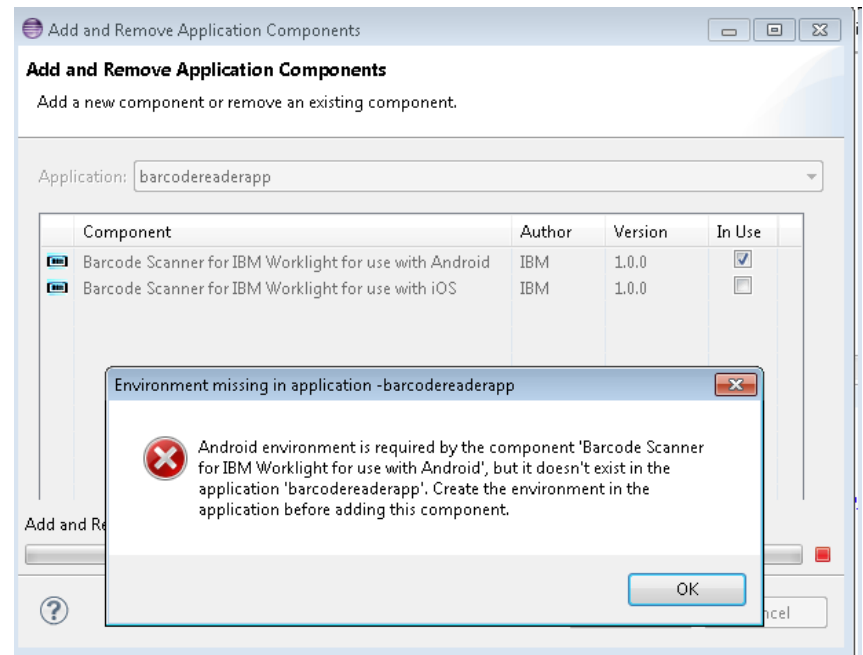 Add and Remove Application Components
Add and Remove Application Components
Add a new component or remove an existing component.
Application: barcodereaderapp
Component Author Version In Use
Barcode Scanner for IBM Worklight for use with Android IBM 1.0.0
Barcode Scanner for IBM Worklight for use with iOS IBM 1.0.0
Environment missing in application -barcodereaderapp
Android environment is required by the component 'Barcode Scanner
for IBM Worklight for use with Android', but it doesn't exist in the
application 'barcodereaderapp'. Create the environment in the
application before adding this component.
Add and Re
OK
?
ncel